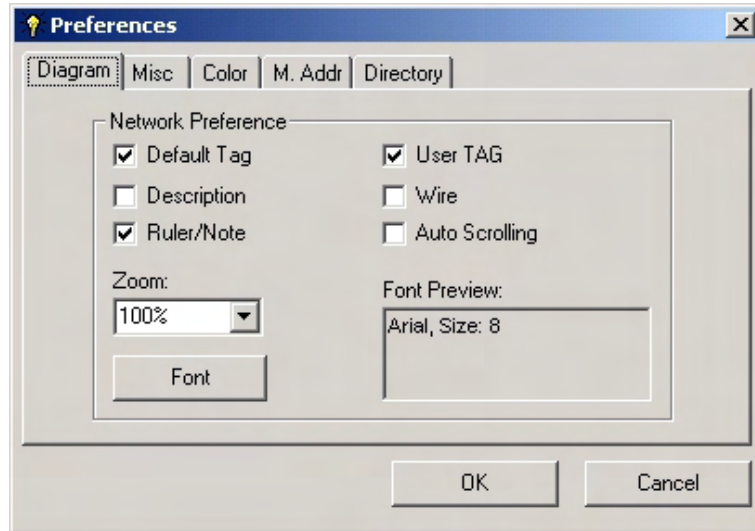 Preferences
Diagram Misc Color M. Addr Directory
Network Preference
Default Tag User TAG
Description Wire
Ruler/Note Auto Scrolling
Zoom: Font Preview:
100% Arial, Size: 8
Font
OK Cancel